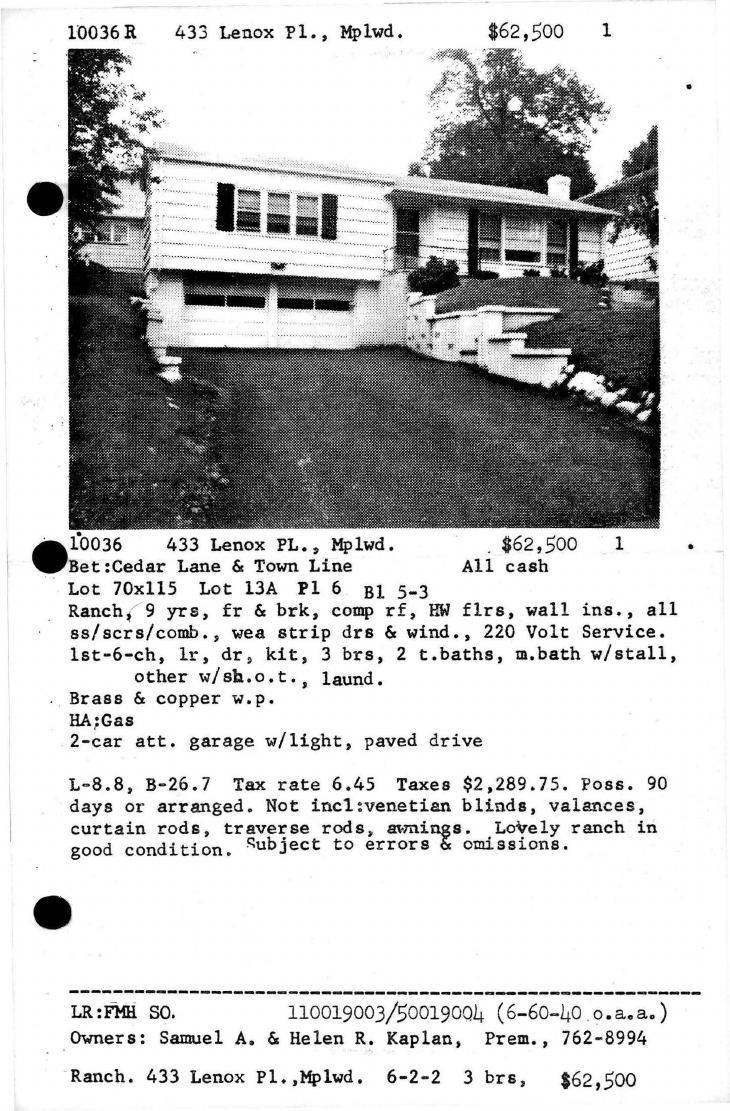 10036R 433 Lenox Pl., Mplwd. $62,500 1
10036 433 Lenox PL., Mplwd. $62,500 1
Bet:Cedar Lane & Town Line All cash
Lot 70x115 Lot 13A Pl 6 Bl 5-3
Ranch, 9 yrs, fr & brk, comp rf, HW flrs, wall ins., all
ss/scrs/comb., wea strip drs & wind., 220 Volt Service.
1st-6-ch, lr, dr, kit, 3 brs, 2 t.baths, m.bath w/stall,
other w/sh.o.t., laund.
Brass & copper w.p.
HA;Gas
2-car att. garage w/light, paved drive
L-8.8, B-26.7 Tax rate 6.45 Taxes $2,289.75. Poss. 90
days or arranged. Not incl:venetian blinds, valances,
curtain rods, traverse rods, awnings. Lovely ranch in
good condition. Subject to errors & omissions.
LR:FMH SO. 110019003/50019004 (6-60-40 o.a.a.)
Owners: Samuel A. & Helen R. Kaplan, Prem., 762-8994
Ranch. 433 Lenox Pl.,Mplwd. 6-2-2 3 brs, $62,500